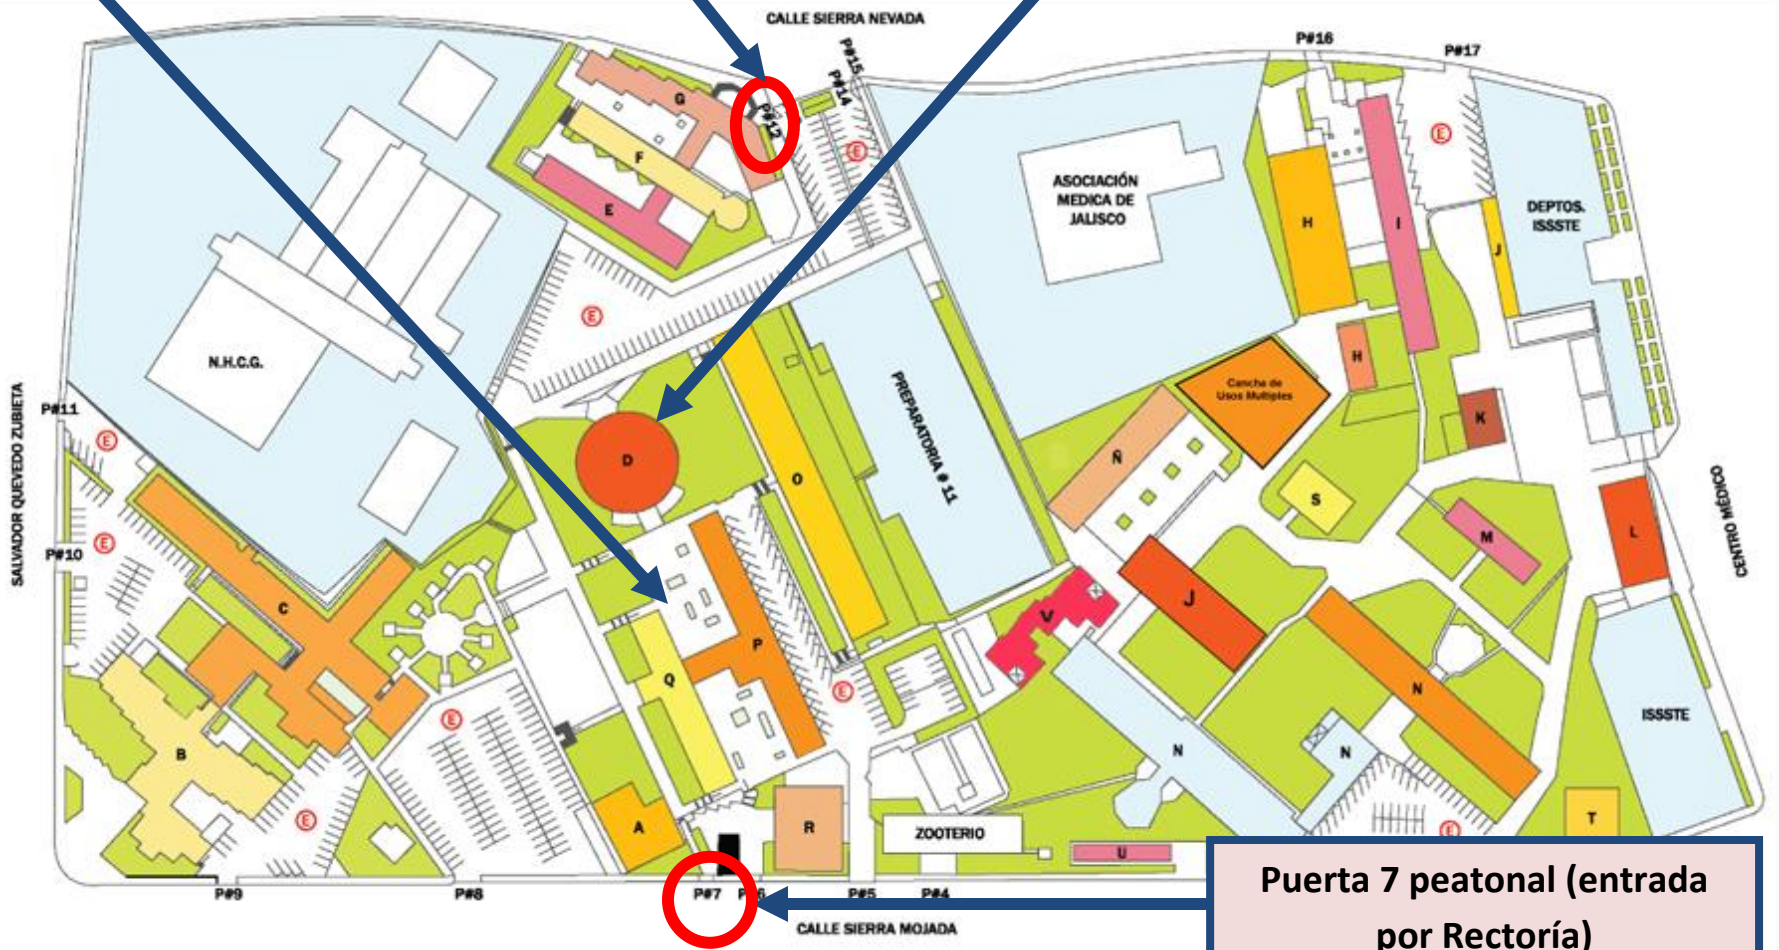 CALLE SIERRA NEVADA
P#16
P#17
P#15
P#14
P#12
G
F
E
E
E
E
ASOCIACIÓN
MEDICA DE
JALISCO
H
I
J
DEPTOS.
ISSSTE
N.H.C.G.
H
PREPARATORIA # 11
Cancha de
Usos Multiples
K
SALVADOR QUEVEDO ZUBIETA
P#11
E
D
O
Ñ
S
M
L
CENTRO MÉDICO
P#10
E
C
P
Q
V
J
N
E
E
B
N
N
ISSSTE
E
A
R
ZOOTERIO
U
E
T
P#9
P#8
P#7
P#6
P#5
P#4
CALLE SIERRA MOJADA
Puerta 7 peatonal (entrada
por Rectoría)